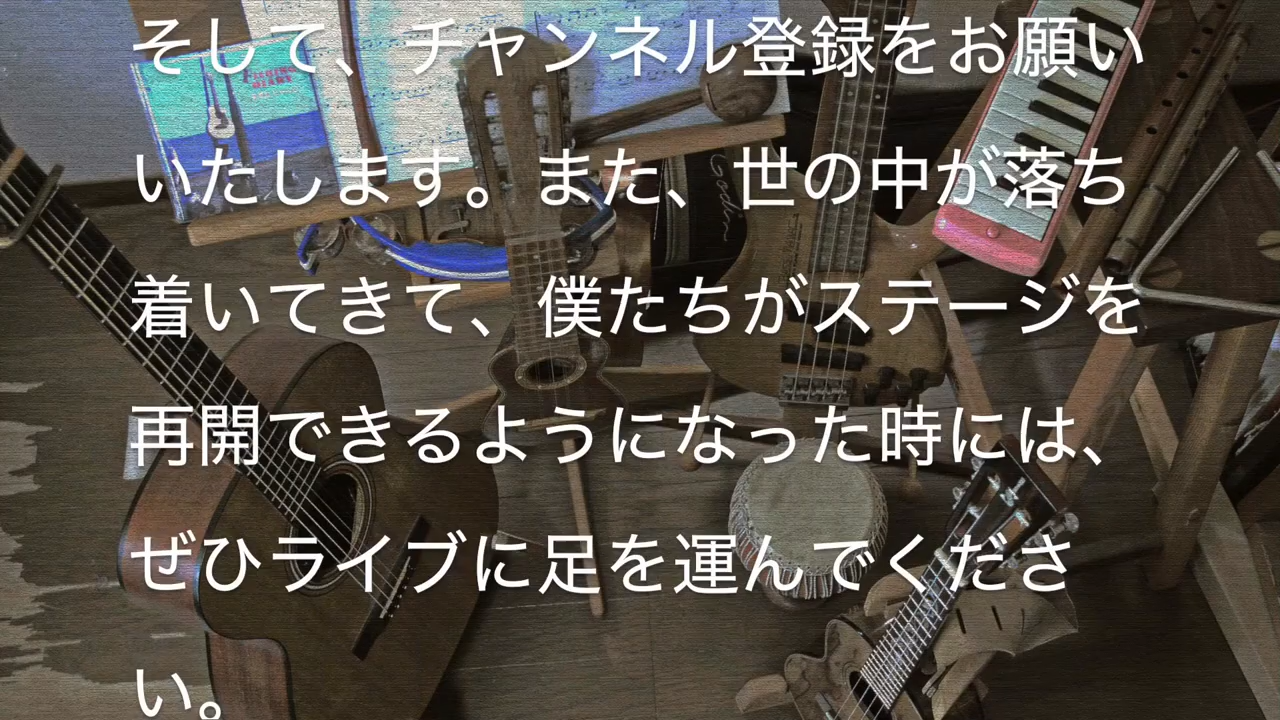 そして、チャンネル登録をお願い
いたします。また、世の中が落ち
着いてきて、僕たちがステージを
再開できるようになった時には、
ぜひライブに足を運んでくださ
い。
Godin